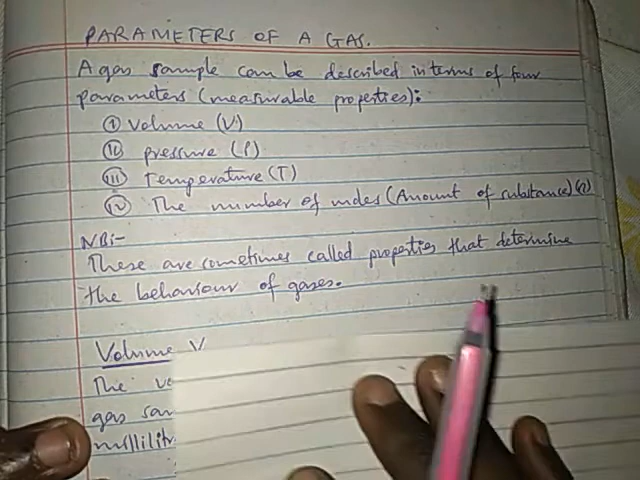 PARAMETERS OF A GAS.
A gas sample can be described in terms of four
parameters (measurable properties):
(i) Volume (V)
(ii) pressure (P)
(iii) Temperature (T)
(iv) The number of moles (Amount of substance)(n)
NB:-
These are sometimes called properties that determine
the behaviour of gases.
Volume V
The
gas